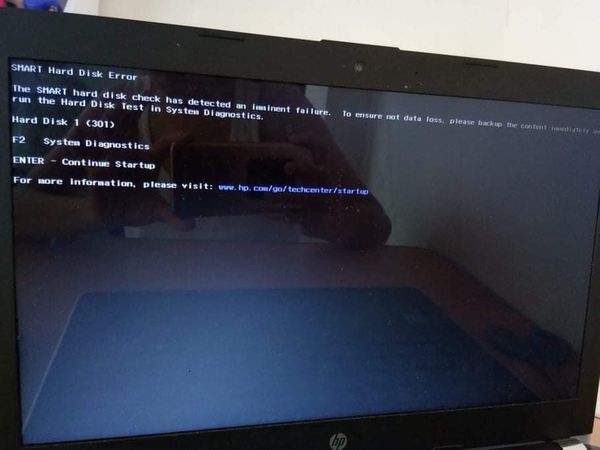 SMART Hard Disk Error
The SMART hard disk check has detected an imminent failure. To ensure not data loss, please backup the content immediately and
run the Hard Disk Test in System Diagnostics.
Hard Disk 1 (301)
F2 System Diagnostics
ENTER - Continue Startup
For more information, please visit: www.hp.com/go/techcenter/startup
hp